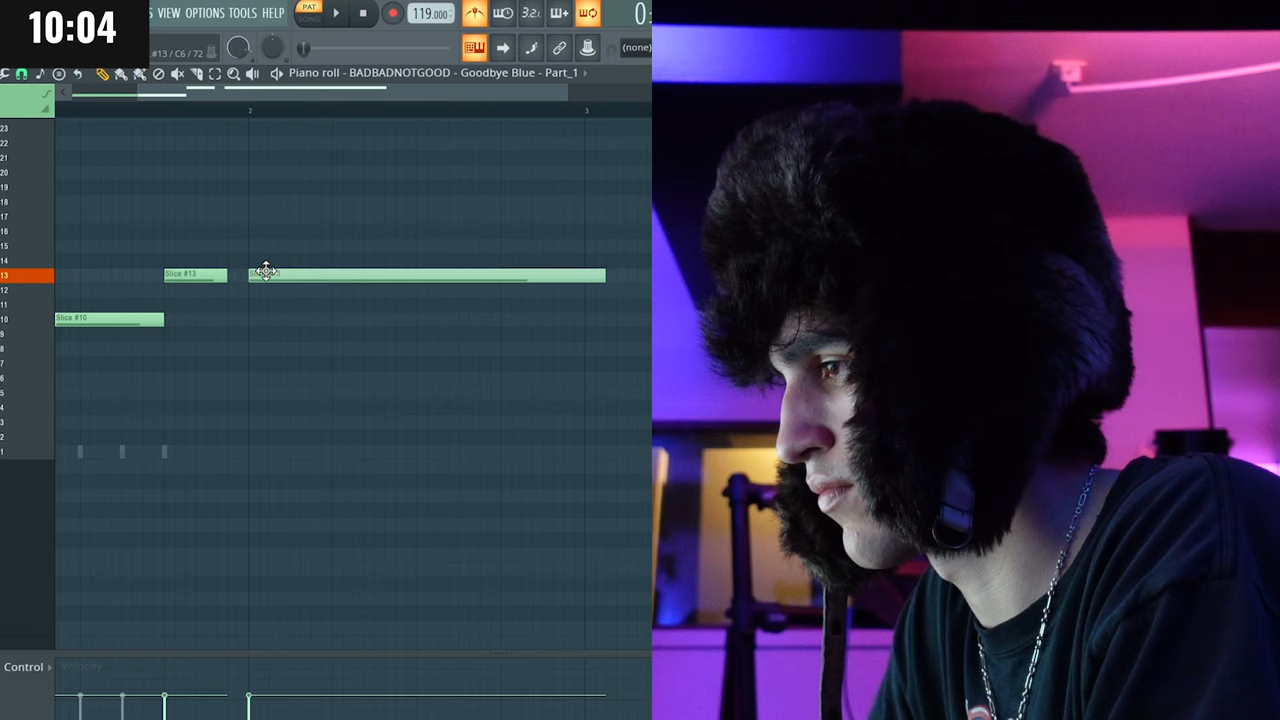 10:04
S VIEW OPTIONS TOOLS HELP
PAT
SONG
119.000
3.2.
0:
#13 / C6 / 72
(none)
Piano roll - BADBADNOTGOOD - Goodbye Blue - Part_1
2
3
23
22
21
20
19
18
17
16
15
14
13
Slice #13
12
11
10
Slice #10
9
8
7
6
5
4
3
2
1
Control
Velocity